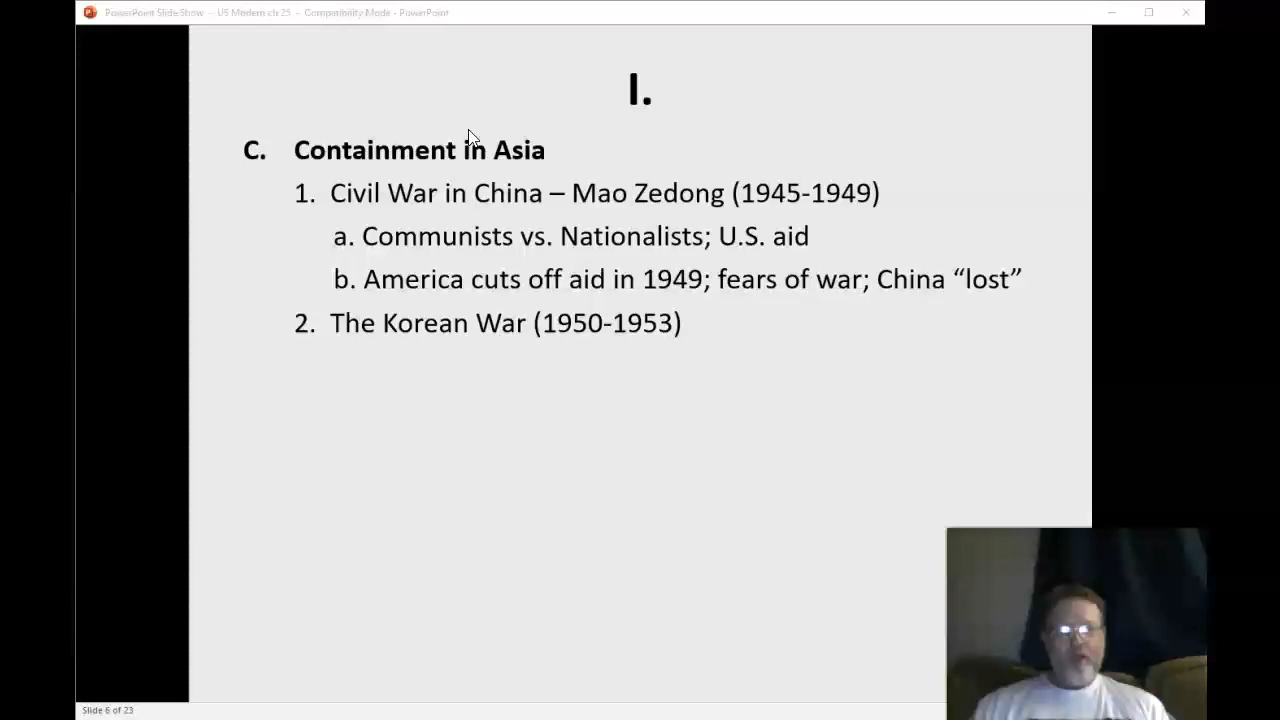 PowerPoint Slide Show - US Modern ch 25 - Compatibility Mode - PowerPoint
I.
C. Containment in Asia
1. Civil War in China – Mao Zedong (1945-1949)
a. Communists vs. Nationalists; U.S. aid
b. America cuts off aid in 1949; fears of war; China “lost”
2. The Korean War (1950-1953)
Slide 6 of 23